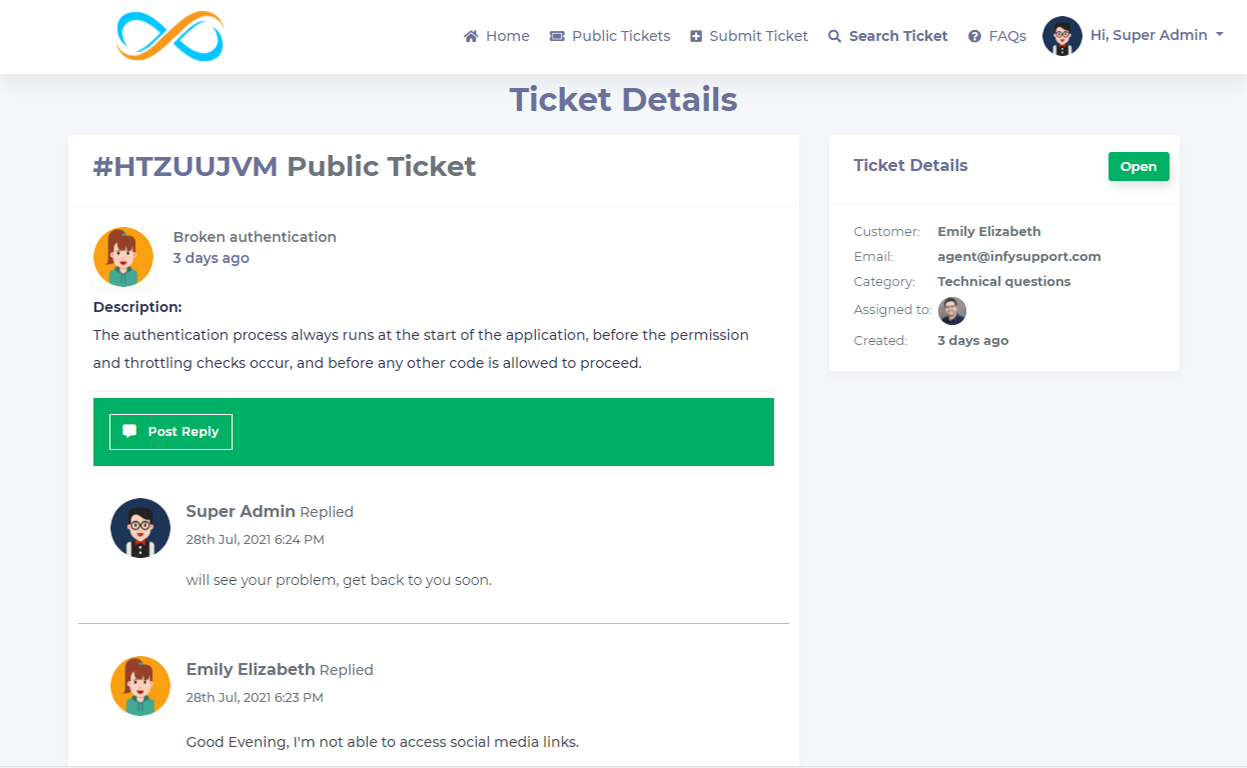 Home Public Tickets Submit Ticket Search Ticket FAQs Hi, Super Admin
Ticket Details
#HTZUUJVM Public Ticket
Broken authentication
3 days ago
Description:
The authentication process always runs at the start of the application, before the permission
and throttling checks occur, and before any other code is allowed to proceed.
Post Reply
Super Admin Replied
28th Jul, 2021 6:24 PM
will see your problem, get back to you soon.
Emily Elizabeth Replied
28th Jul, 2021 6:23 PM
Good Evening, I'm not able to access social media links.
Ticket Details Open
Customer: Emily Elizabeth
Email: agent@infysupport.com
Category: Technical questions
Assigned to:
Created: 3 days ago